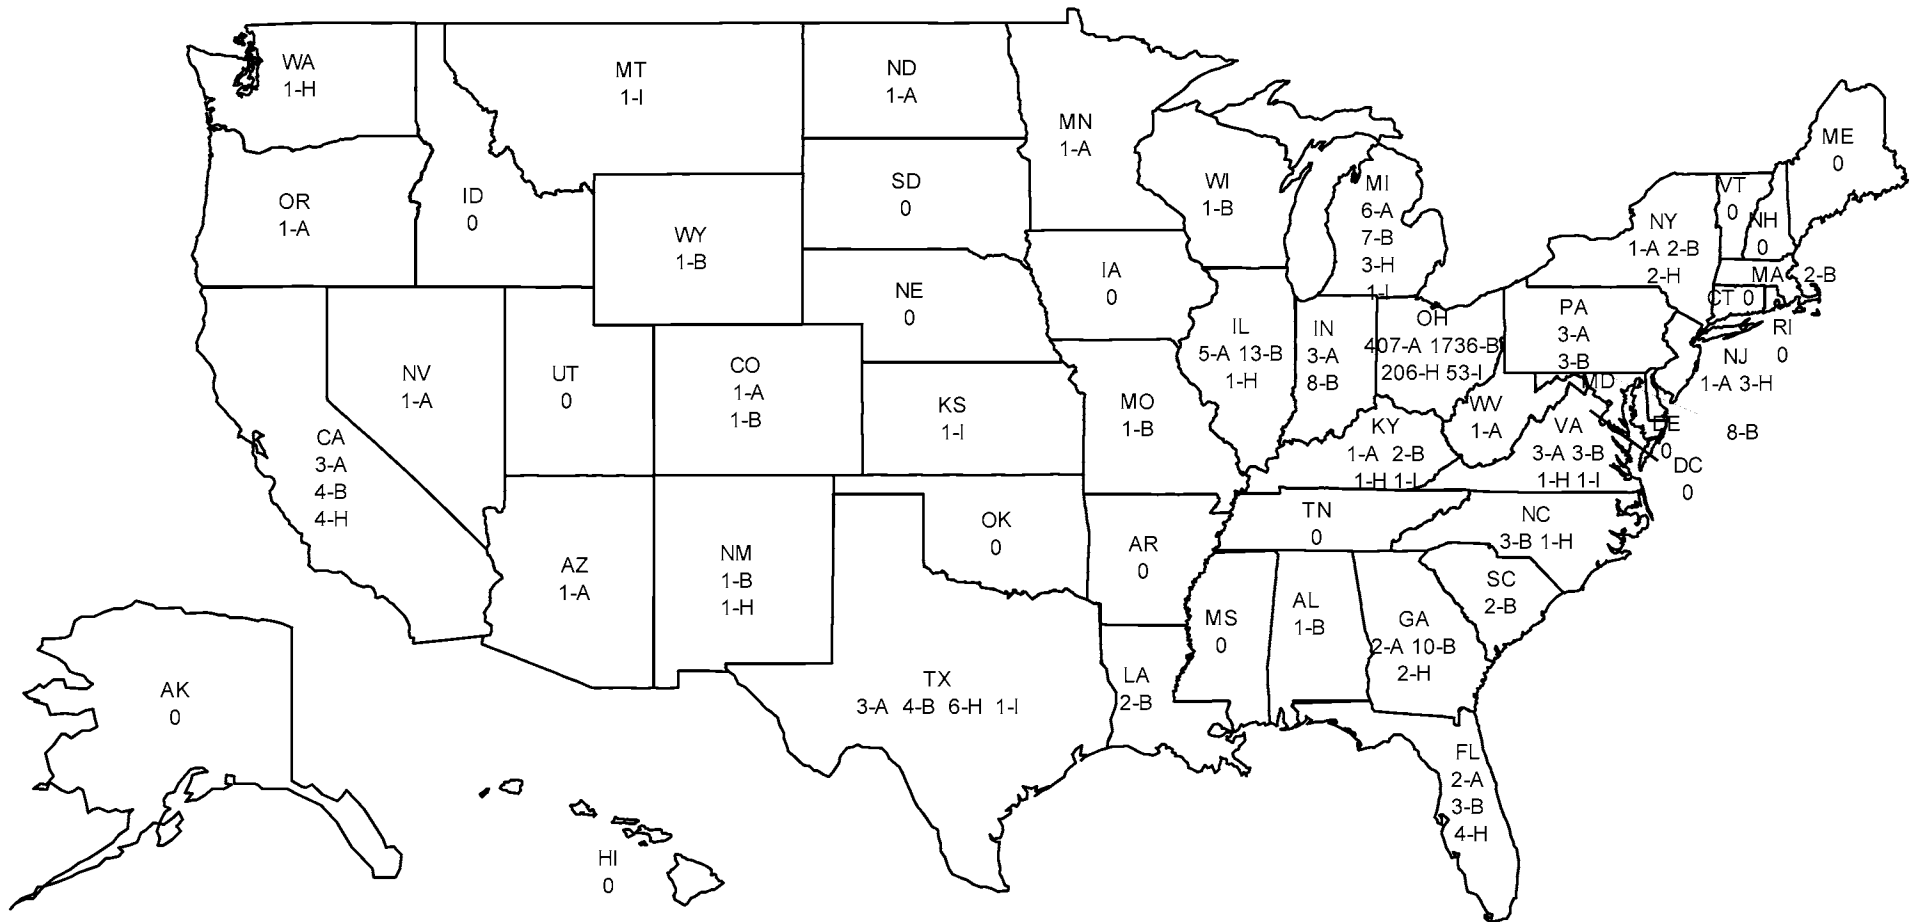 WA
1-H
MT
1-I
ND
1-A
MN
1-A
ME
0
OR
1-A
ID
0
SD
0
WI
1-B
MI
6-A
7-B
3-H
1-I
VT
0
NH
0
NY
1-A 2-B
2-H
WY
1-B
NE
0
IA
0
MA 2-B
CT 0
RI
0
NV
1-A
UT
0
CO
1-A
1-B
KS
1-I
MO
1-B
IL
5-A 13-B
1-H
IN
3-A
8-B
OH
407-A 1736-B
206-H 53-I
PA
3-A
3-B
NJ
1-A 3-H
MD
8-B
DE
0
DC
0
WV
1-A
VA
3-A 3-B
1-H 1-I
KY
1-A 2-B
1-H 1-I
CA
3-A
4-B
4-H
AZ
1-A
NM
1-B
1-H
OK
0
AR
0
TN
0
NC
3-B 1-H
SC
2-B
MS
0
AL
1-B
GA
2-A 10-B
2-H
TX
3-A 4-B 6-H 1-I
LA
2-B
FL
2-A
3-B
4-H
AK
0
HI
0